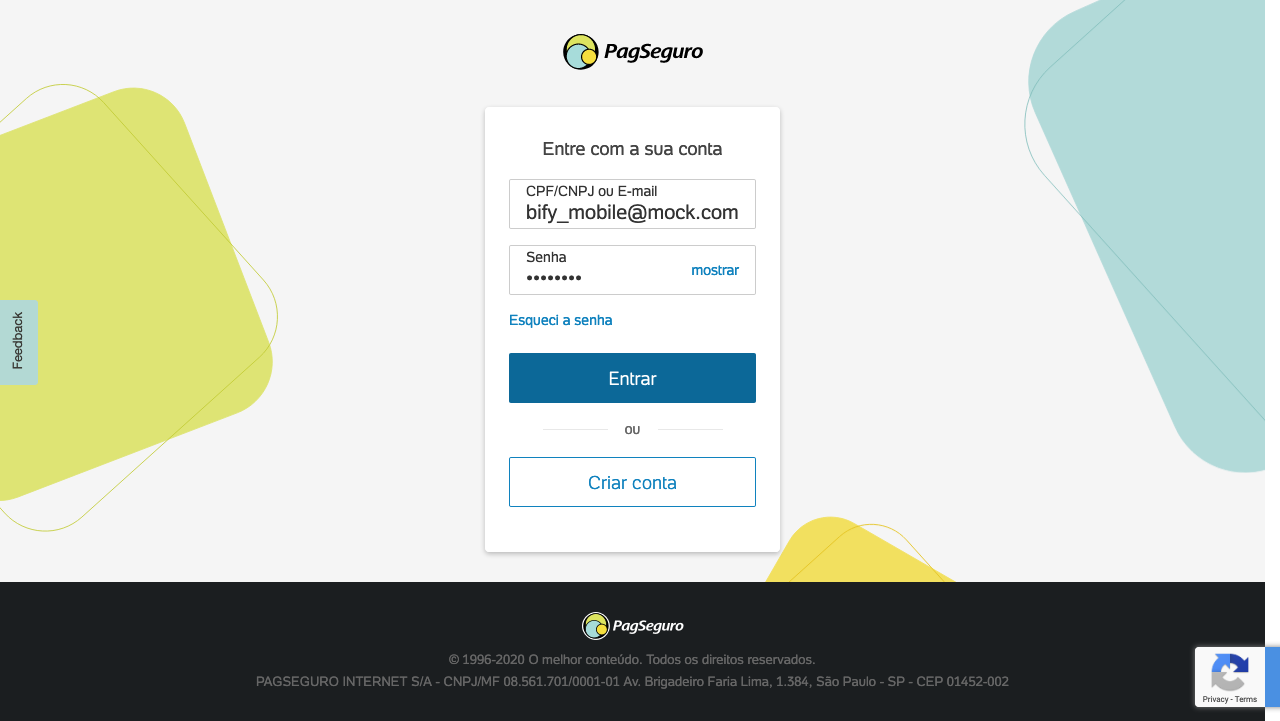 PagSeguro
Entre com a sua conta
CPF/CNPJ ou E-mail
bify_mobile@mock.com
Senha
••••••••
mostrar
Esqueci a senha
Entrar
OU
Criar conta
Feedback
PagSeguro
© 1996-2020 O melhor conteúdo. Todos os direitos reservados.
PAGSEGURO INTERNET S/A - CNPJ/MF 08.561.701/0001-01 Av. Brigadeiro Faria Lima, 1.384, São Paulo - SP - CEP 01452-002
Privacy - Terms